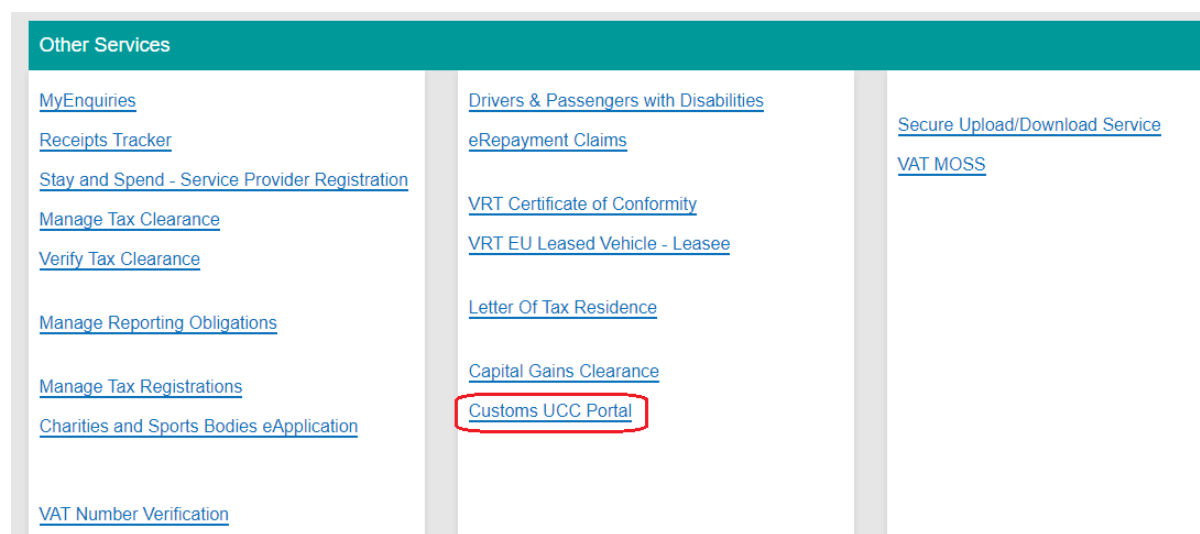 Other Services
MyEnquiries
Receipts Tracker
Stay and Spend - Service Provider Registration
Manage Tax Clearance
Verify Tax Clearance
Manage Reporting Obligations
Manage Tax Registrations
Charities and Sports Bodies eApplication
VAT Number Verification
Drivers & Passengers with Disabilities
eRepayment Claims
VRT Certificate of Conformity
VRT EU Leased Vehicle - Leasee
Letter Of Tax Residence
Capital Gains Clearance
Customs UCC Portal
Secure Upload/Download Service
VAT MOSS